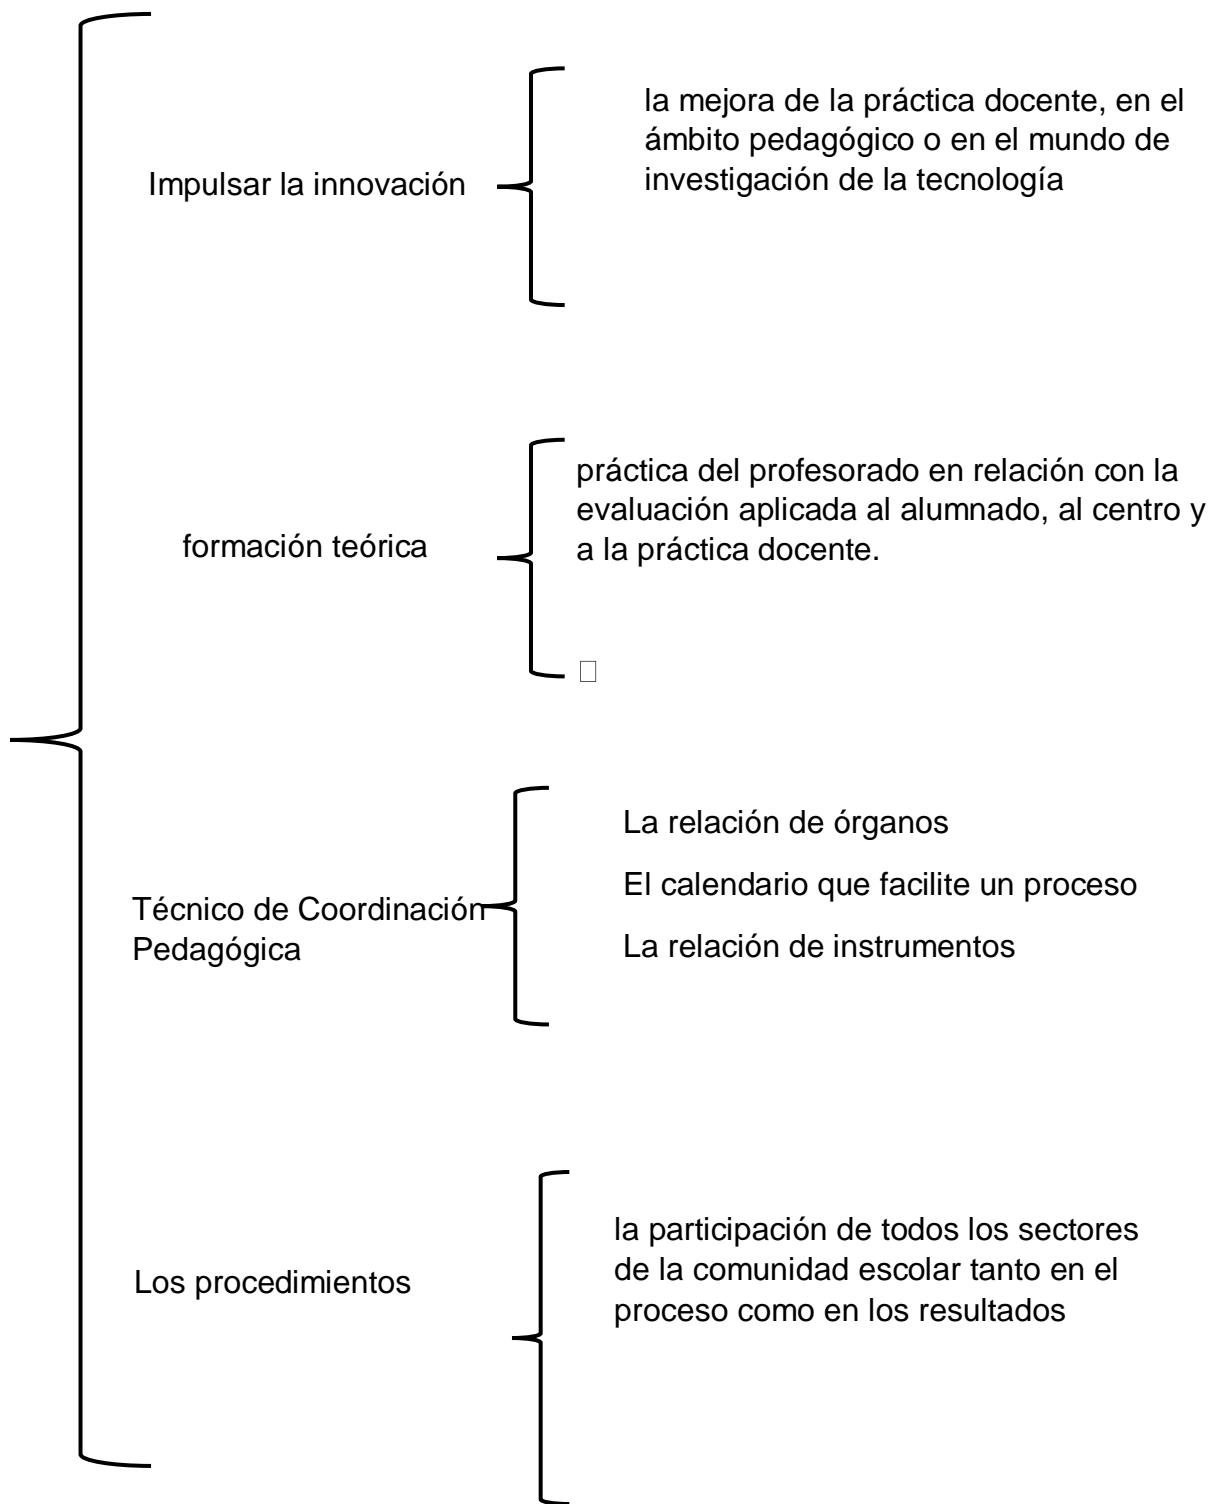 Impulsar la innovación
la mejora de la práctica docente, en el
ámbito pedagógico o en el mundo de
investigación de la tecnología
formación teórica
práctica del profesorado en relación con la
evaluación aplicada al alumnado, al centro y
a la práctica docente.
Técnico de Coordinación
Pedagógica
La relación de órganos
El calendario que facilite un proceso
La relación de instrumentos
Los procedimientos
la participación de todos los sectores
de la comunidad escolar tanto en el
proceso como en los resultados